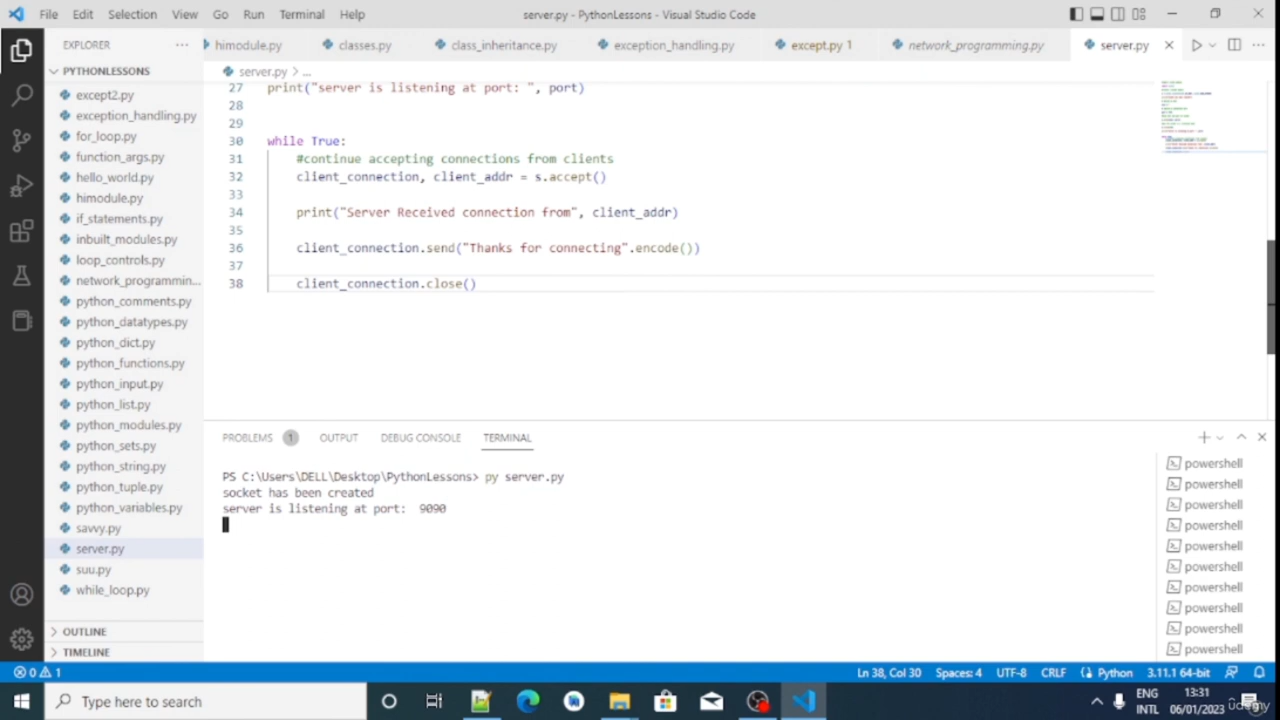 File Edit Selection View Go Run Terminal Help
server.py - PythonLessons - Visual Studio Code
EXPLORER
himodule.py classes.py class_inheritance.py exception_handling.py except.py 1 network_programming.py server.py
PYTHONLESSONS
except2.py
exception_handling.py
for_loop.py
function_args.py
hello_world.py
himodule.py
if_statements.py
inbuilt_modules.py
loop_controls.py
network_programmin...
python_comments.py
python_datatypes.py
python_dict.py
python_functions.py
python_input.py
python_list.py
python_modules.py
python_sets.py
python_string.py
python_tuple.py
python_variables.py
savvy.py
server.py
suu.py
while_loop.py
OUTLINE
TIMELINE
server.py > ...
27 print("server is listening at port: ", port)
28
29
30 while True:
31 #continue accepting connections from clients
32 client_connection, client_addr = s.accept()
33
34 print("Server Received connection from", client_addr)
35
36 client_connection.send("Thanks for connecting".encode())
37
38 client_connection.close()
PROBLEMS 1 OUTPUT DEBUG CONSOLE TERMINAL
PS C:\Users\DELL\Desktop\PythonLessons> py server.py
socket has been created
server is listening at port:  9090
powershell
powershell
powershell
powershell
powershell
powershell
powershell
powershell
powershell
powershell
0 1
Ln 38, Col 30 Spaces: 4 UTF-8 CRLF Python 3.11.1 64-bit
Type here to search
ENG
INTL
13:31
06/01/2023
udemy